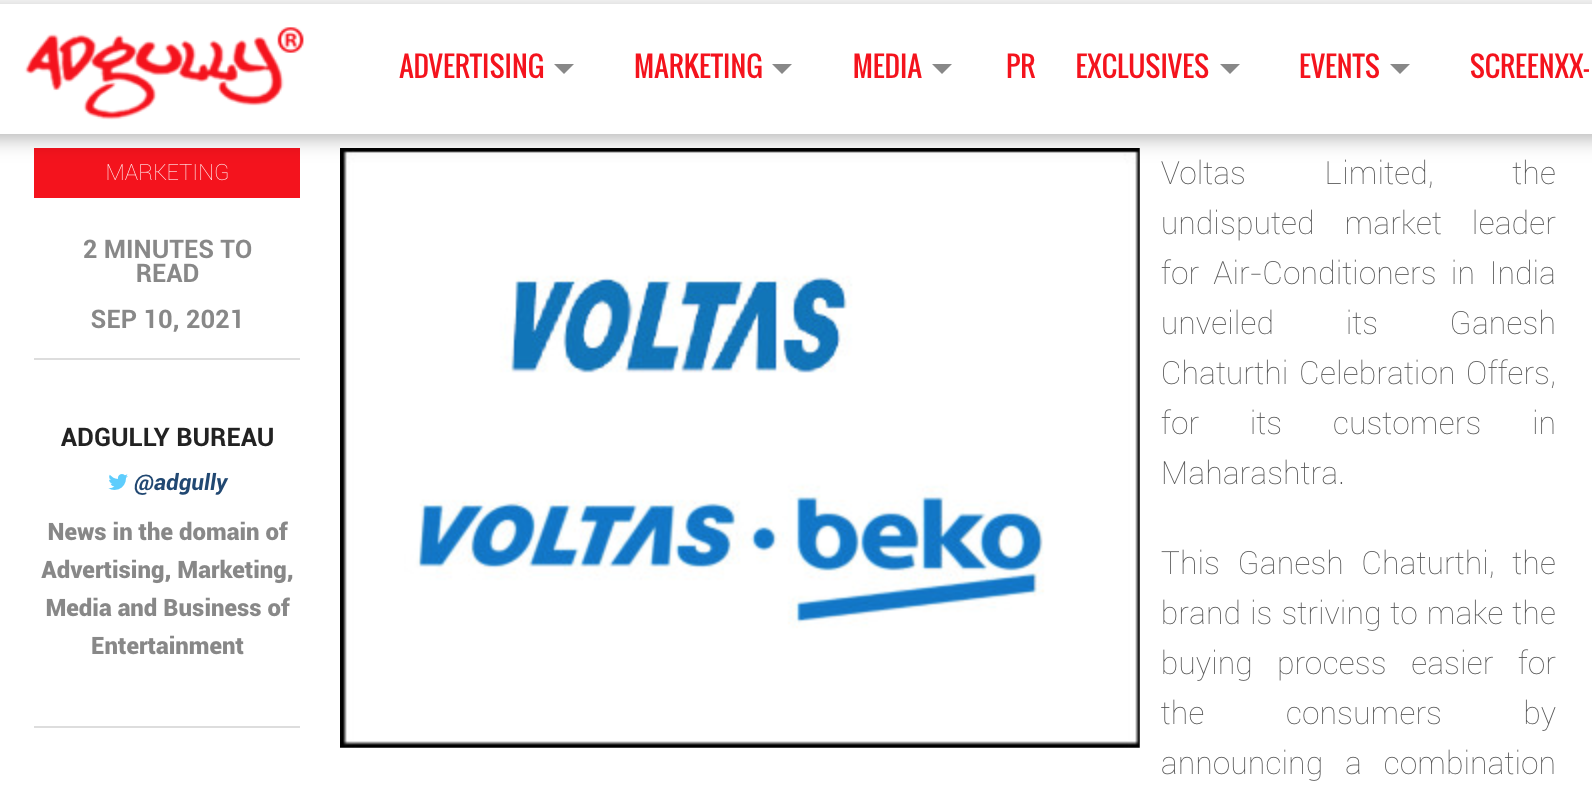 ADgully®
ADVERTISING
MARKETING
MEDIA
PR
EXCLUSIVES
EVENTS
SCREENXX-
MARKETING
2 MINUTES TO
READ
SEP 10, 2021
ADGULLY BUREAU
@adgully
News in the domain of
Advertising, Marketing,
Media and Business of
Entertainment
VOLTAS
VOLTAS • beko
Voltas Limited, the
undisputed market leader
for Air-Conditioners in India
unveiled its Ganesh
Chaturthi Celebration Offers,
for its customers in
Maharashtra.
This Ganesh Chaturthi, the
brand is striving to make the
buying process easier for
the consumers by
announcing a combination